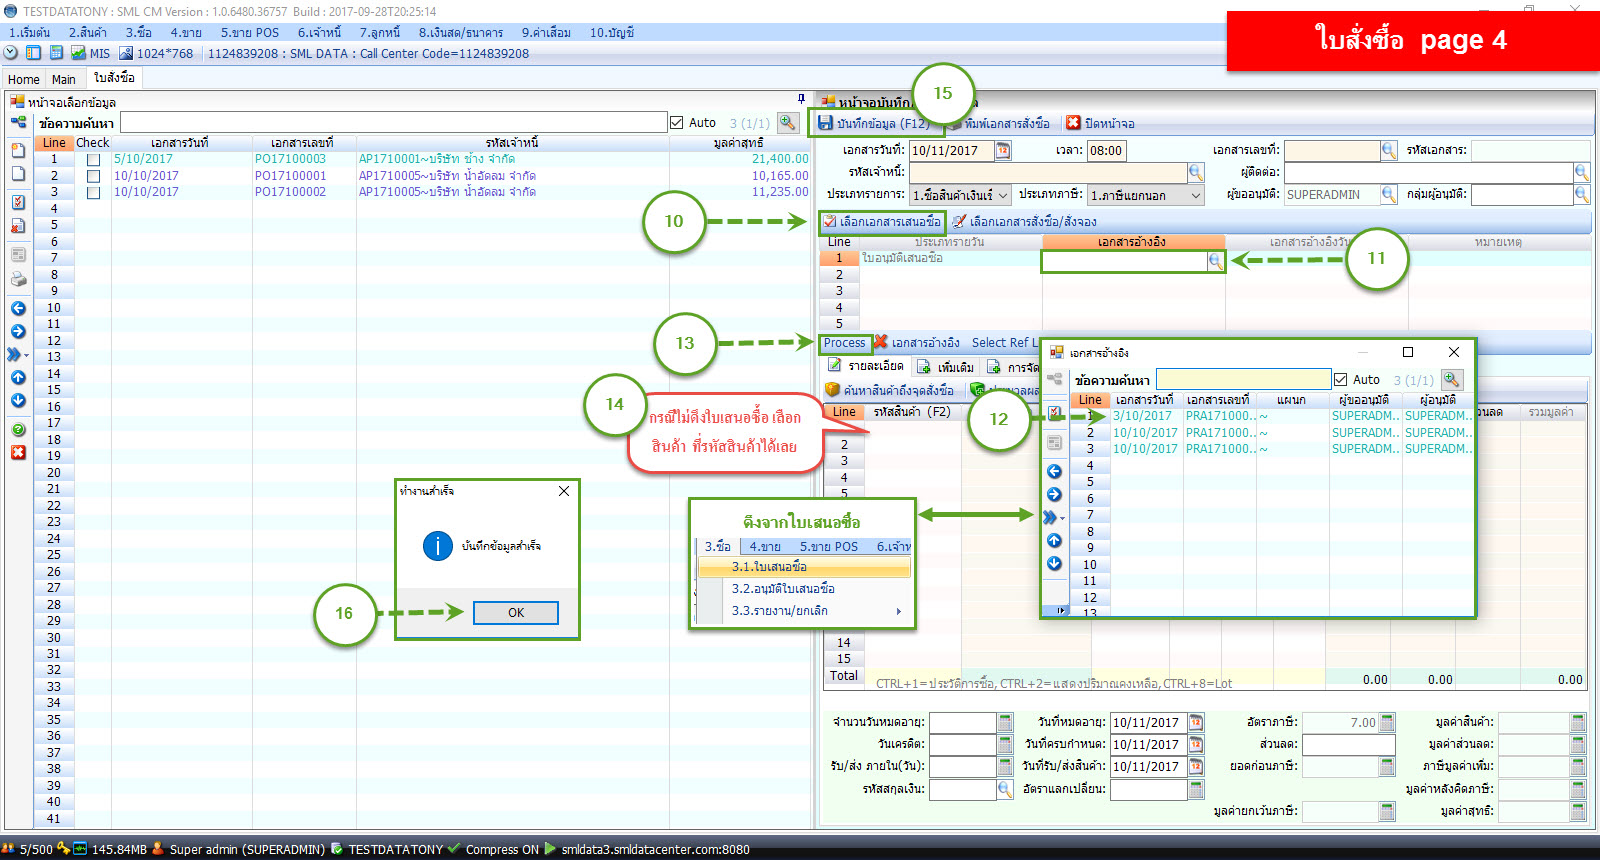 TESTDATATONY : SML CM Version : 1.0.6480.36757  Build : 2017-09-28T20:25:14
ใบสั่งซื้อ page 4
1.เริ่มต้น 2.สินค้า 3.ซื้อ 4.ขาย 5.ขาย POS 6.เจ้าหนี้ 7.ลูกหนี้ 8.เงินสด/ธนาคาร 9.ค่าเสื่อม 10.บัญชี
MIS 1024*768 1124839208 : SML DATA : Call Center Code=1124839208
Home Main ใบสั่งซื้อ
หน้าจอเลือกข้อมูล
ข้อความค้นหา Auto 3 (1/1)
Line Check เอกสารวันที่ เอกสารเลขที่ รหัสเจ้าหนี้ มูลค่าสุทธิ
1 5/10/2017 PO17100003 AP1710001~บริษัท ช้าง จำกัด 21,400.00
2 10/10/2017 PO17100001 AP1710005~บริษัท น้ำอัดลม จำกัด 10,165.00
3 10/10/2017 PO17100002 AP1710005~บริษัท น้ำอัดลม จำกัด 11,235.00
4
5
6
7
8
9
10
11
12
13
14
15
16
17
18
19
20
21
22
23
24
25
26
27
28
29
30
31
32
33
34
35
36
37
38
39
40
41
หน้าจอบันทึก
15
บันทึกข้อมูล (F12) พิมพ์เอกสารสั่งซื้อ ปิดหน้าจอ
เอกสารวันที่: 10/11/2017 12 เวลา: 08:00 เอกสารเลขที่: รหัสเอกสาร:
รหัสเจ้าหนี้: ผู้ติดต่อ:
ประเภทรายการ: 1.ซื้อสินค้าเงินเชื่ ประเภทภาษี: 1.ภาษีแยกนอก ผู้ขออนุมัติ: SUPERADMIN กลุ่มผู้อนุมัติ:
10
เลือกเอกสารเสนอซื้อ เลือกเอกสารสั่งซื้อ/สั่งจอง
Line ประเภทรายวัน เอกสารอ้างอิง เอกสารอ้างอิงวัน หมายเหตุ
1 ใบอนุมัติเสนอซื้อ
11
2
3
4
5
13
Process เอกสารอ้างอิง Select Ref L
รายละเอียด เพิ่มเติม การจัด
ค้นหาสินค้าถึงจุดสั่งซื้อ
Line รหัสสินค้า (F2) ส่วนลด รวมมูลค่า
14
กรณีไม่ดึงใบเสนอซื้อ เลือก
สินค้า ที่รหัสสินค้าได้เลย
2
3
4
5
12
เอกสารอ้างอิง
ข้อความค้นหา Auto 3 (1/1)
Line เอกสารวันที่ เอกสารเลขที่ แผนก ผู้ขออนุมัติ ผู้อนุมัติ
1 3/10/2017 PRA171000.. ~ SUPERADM.. SUPERADM..
2 10/10/2017 PRA171000.. ~ SUPERADM.. SUPERADM..
3 10/10/2017 PRA171000.. ~ SUPERADM.. SUPERADM..
4
5
6
7
8
9
10
11
12
13
ดึงจากใบเสนอซื้อ
3.ซื้อ 4.ขาย 5.ขาย POS 6.เจ้าห
3.1.ใบเสนอซื้อ
3.2.อนุมัติใบเสนอซื้อ
3.3.รายงาน/ยกเลิก
ทำงานสำเร็จ
บันทึกข้อมูลสำเร็จ
16
OK
14
15
Total 0.00 0.00 0.00
CTRL+1=ประวัติการซื้อ, CTRL+2=แสดงปริมาณคงเหลือ, CTRL+8=Lot
จำนวนวันหมดอายุ: วันที่หมดอายุ: 10/11/2017 12 อัตราภาษี: 7.00 มูลค่าสินค้า:
วันเครดิต: วันที่ครบกำหนด: 10/11/2017 12 ส่วนลด: มูลค่าส่วนลด:
รับ/ส่ง ภายใน(วัน): วันที่รับ/ส่งสินค้า: 10/11/2017 12 ยอดก่อนภาษี: ภาษีมูลค่าเพิ่ม:
รหัสสกุลเงิน: อัตราแลกเปลี่ยน: มูลค่าหลังคิดภาษี:
มูลค่ายกเว้นภาษี: มูลค่าสุทธิ:
5/500 145.84MB Super admin (SUPERADMIN) TESTDATATONY Compress ON smldata3.smldatacenter.com:8080